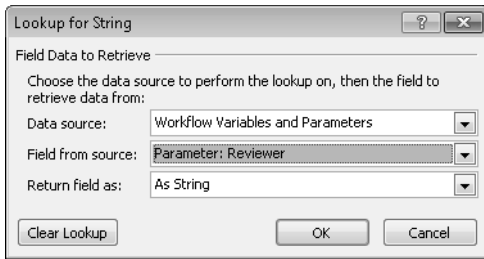 Lookup for String
Field Data to Retrieve
Choose the data source to perform the lookup on, then the field to
retrieve data from:
Data source: Workflow Variables and Parameters
Field from source: Parameter: Reviewer
Return field as: As String
Clear Lookup OK Cancel